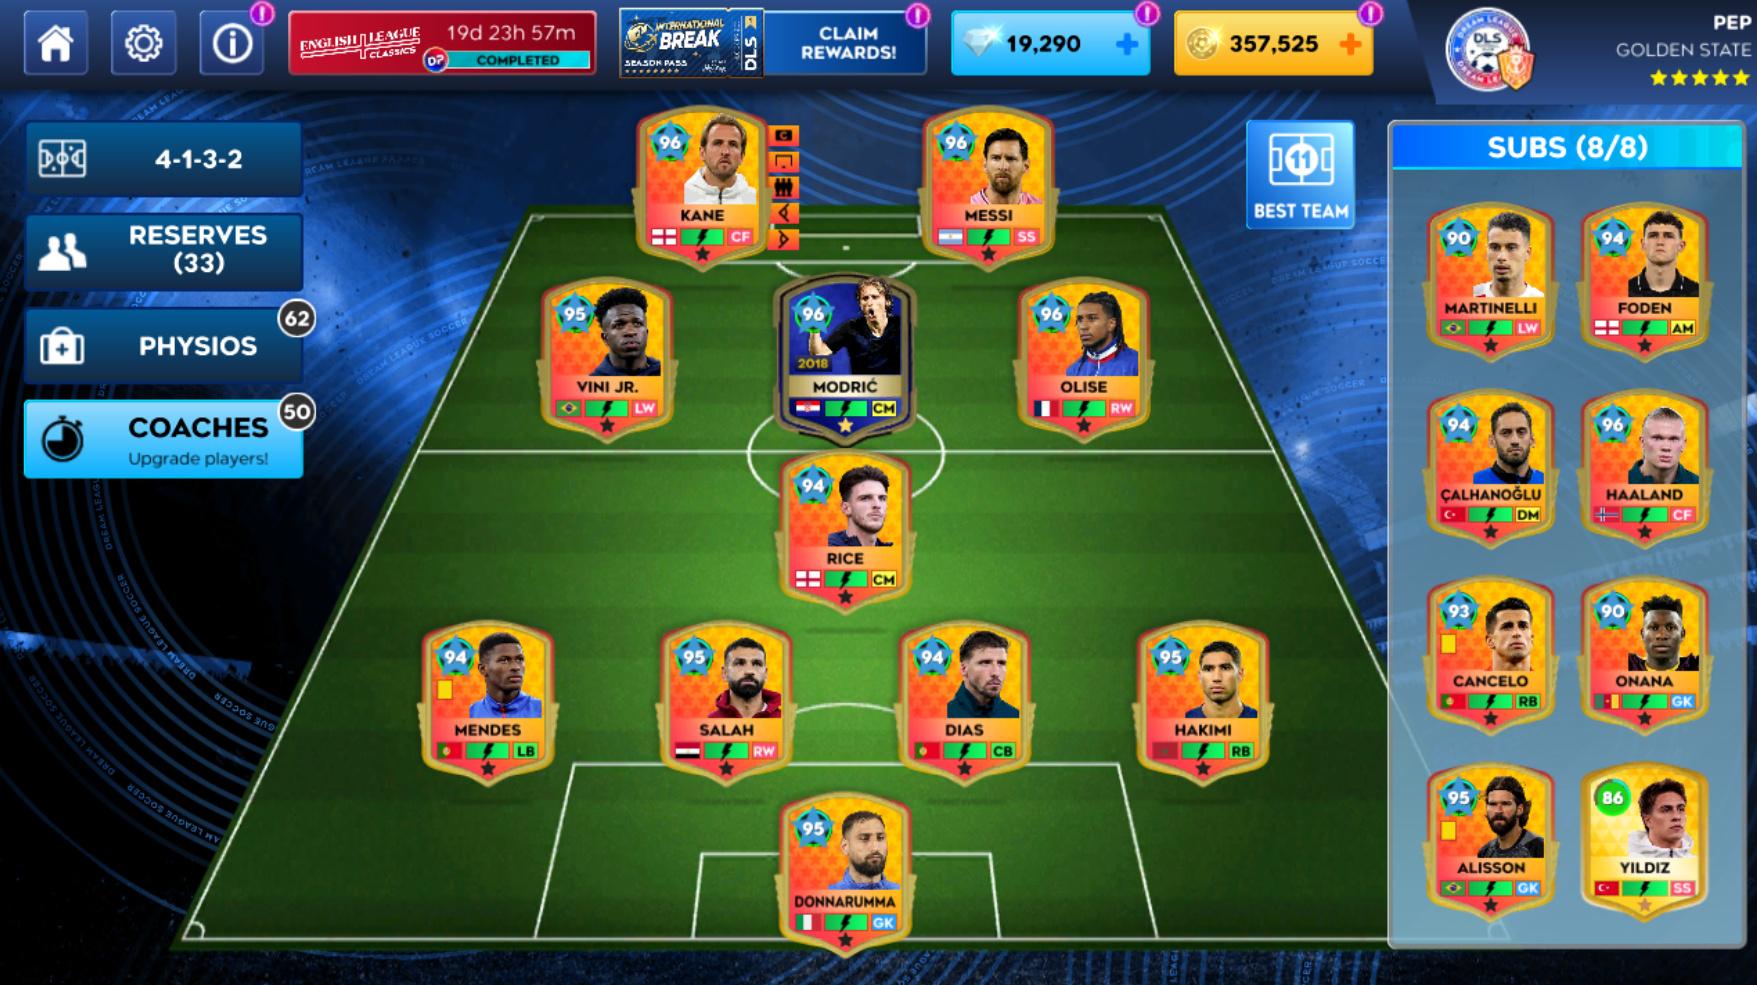 ENGLISH LEAGUE
CLASSICS
19d 23h 57m
DP
COMPLETED
INTERNATIONAL
BREAK
SEASON PASS
DLS
CLAIM
REWARDS!
19,290
357,525
DLS
PEP
GOLDEN STATE
4-1-3-2
RESERVES
(33)
PHYSIOS
62
COACHES
Upgrade players!
50
96
KANE
CF
C
96
MESSI
SS
11
BEST TEAM
95
VINI JR.
LW
96
2018
MODRIĆ
CM
96
OLISE
RW
94
RICE
CM
94
MENDES
LB
95
SALAH
RW
94
DIAS
CB
95
HAKIMI
RB
95
DONNARUMMA
GK
SUBS (8/8)
90
MARTINELLI
LW
94
FODEN
AM
94
ÇALHANOĞLU
DM
96
HAALAND
CF
93
CANCELO
RB
90
ONANA
GK
95
ALISSON
GK
86
YILDIZ
SS